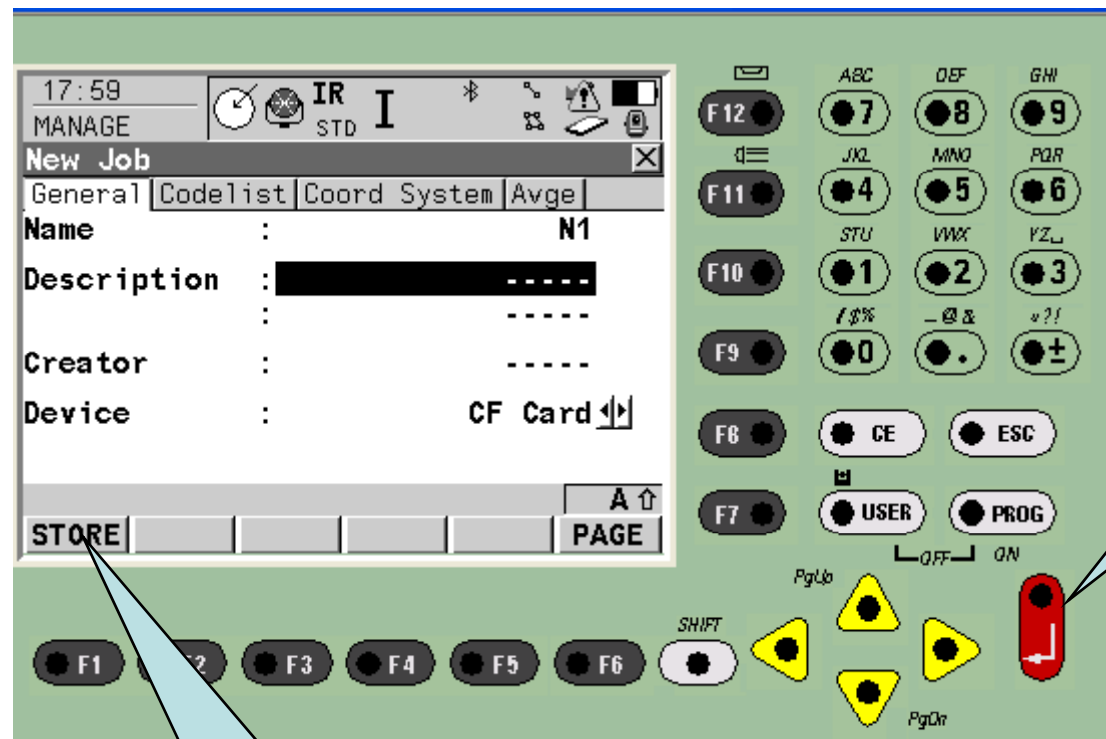 17:59
MANAGE
IR
STD I
New Job
General Codelist Coord System Avge
Name : N1
Description : -----
: -----
Creator : -----
Device : CF Card
A
STORE PAGE
F12
F11
F10
F9
F8
F7
ABC DEF GHI
7 8 9
JKL MNO PQR
4 5 6
STU VWX YZ␣
1 2 3
/$% _@& *?!
0 . ±
CE ESC
USER PROG
OFF ON
PgUp
SHIFT
F1 F2 F3 F4 F5 F6
PgDn